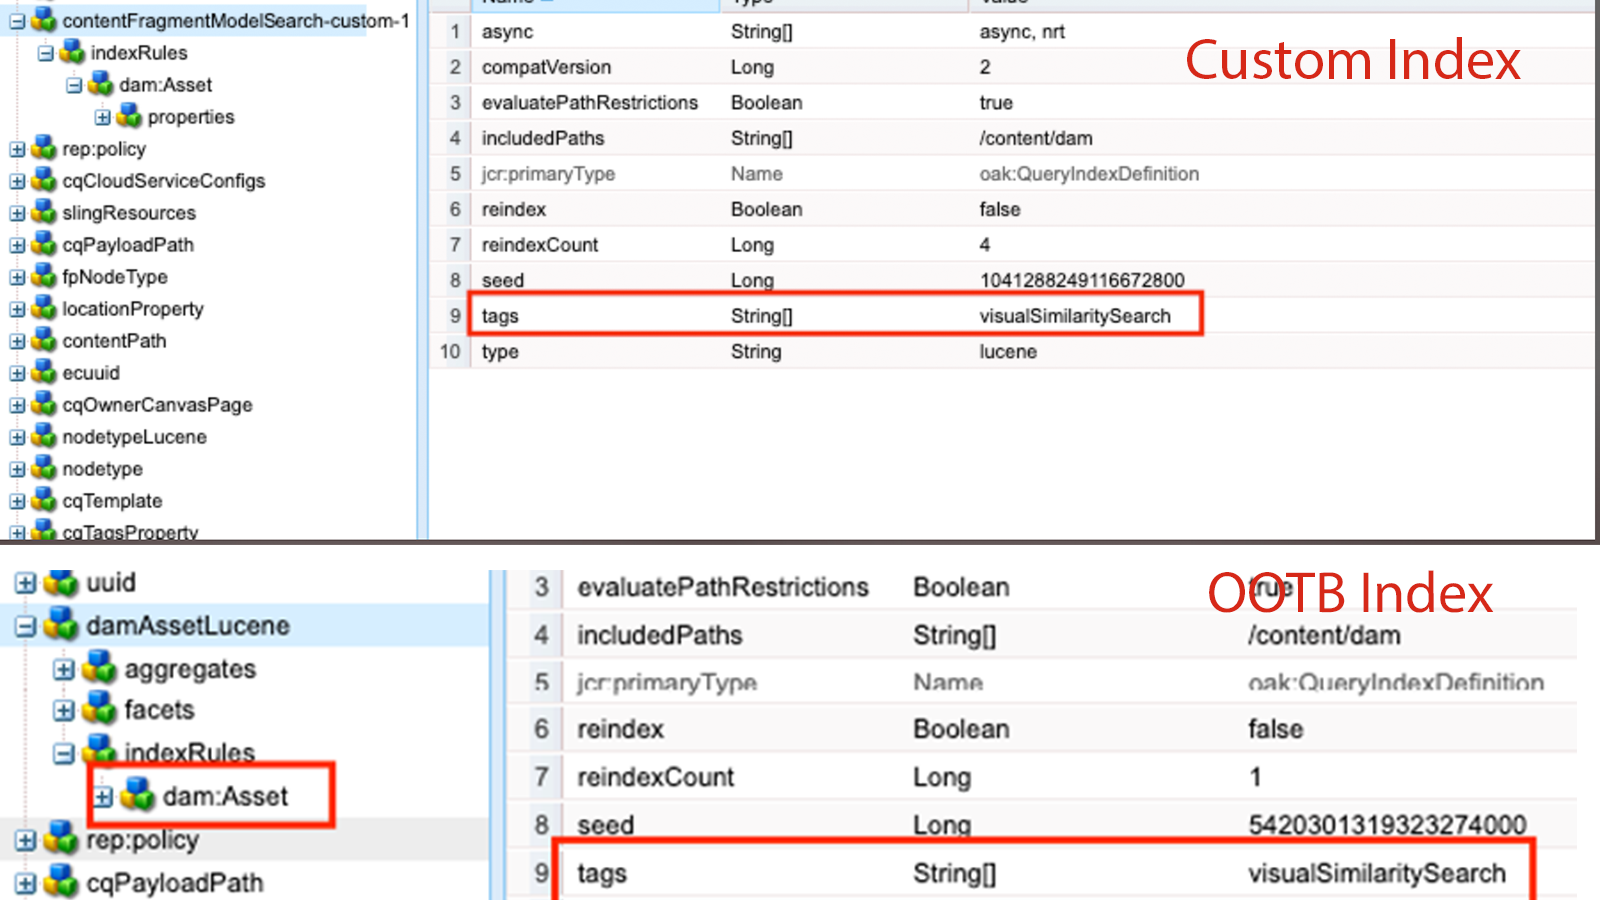 Name Type Value
contentFragmentModelSearch-custom-1
indexRules
dam:Asset
properties
rep:policy
cqCloudServiceConfigs
slingResources
cqPayloadPath
fpNodeType
locationProperty
contentPath
ecuuid
cqOwnerCanvasPage
nodetypeLucene
nodetype
cqTemplate
cqTagsProperty
1 async String[] async, nrt
2 compatVersion Long 2
3 evaluatePathRestrictions Boolean true
4 includedPaths String[] /content/dam
5 jcr:primaryType Name oak:QueryIndexDefinition
6 reindex Boolean false
7 reindexCount Long 4
8 seed Long 1041288249116672800
9 tags String[] visualSimilaritySearch
10 type String lucene
Custom Index
uuid
damAssetLucene
aggregates
facets
indexRules
dam:Asset
rep:policy
cqPayloadPath
3 evaluatePathRestrictions Boolean true
4 includedPaths String[] /content/dam
5 jcr:primaryType Name oak:QueryIndexDefinition
6 reindex Boolean false
7 reindexCount Long 1
8 seed Long 5420301319323274000
9 tags String[] visualSimilaritySearch
OOTB Index